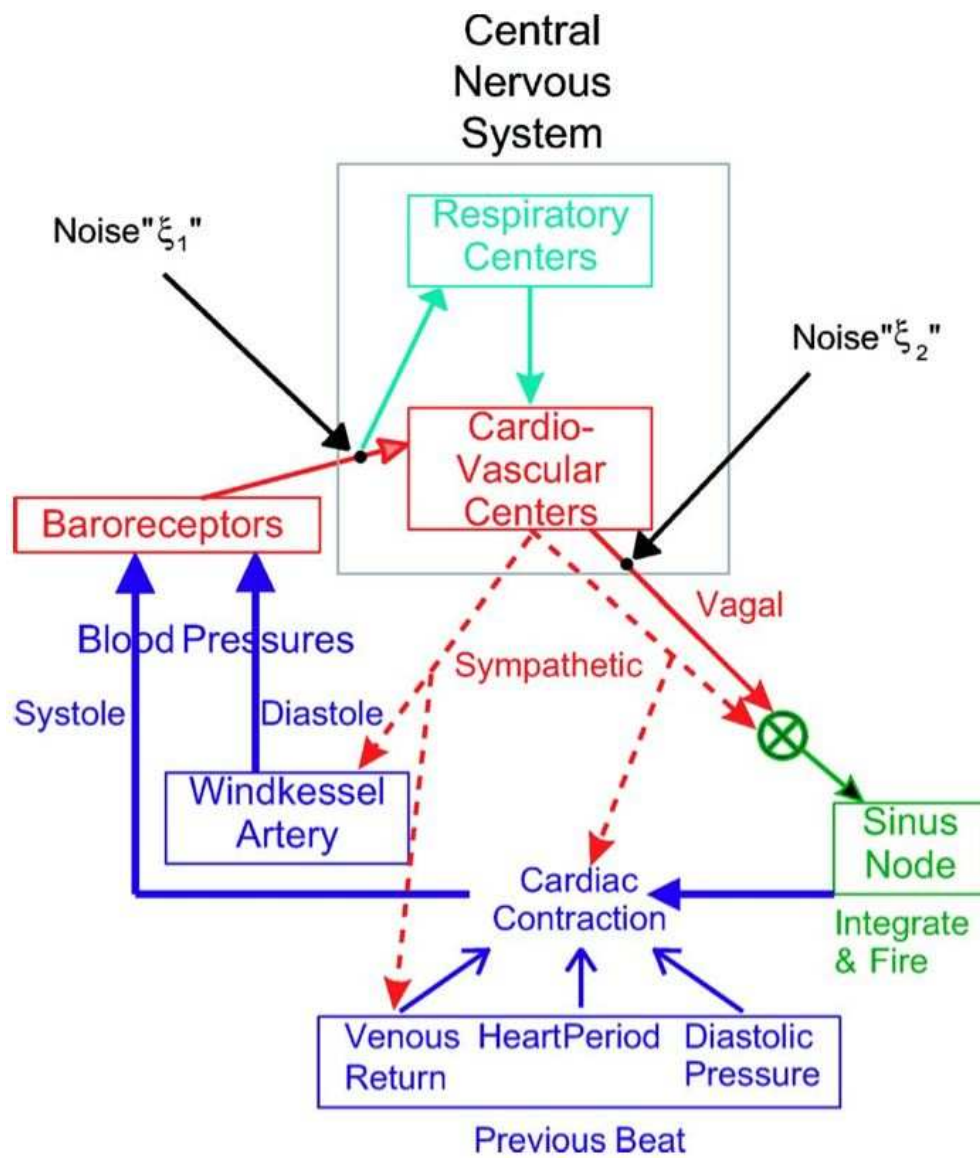 Central
Nervous
System
Respiratory
Centers
Noise"ξ1"
Noise"ξ2"
Cardio-
Vascular
Centers
Baroreceptors
Vagal
Blood Pressures
Sympathetic
Systole
Diastole
Windkessel
Artery
Sinus
Node
Cardiac
Contraction
Integrate
& Fire
Venous
Return
HeartPeriod
Diastolic
Pressure
Previous Beat